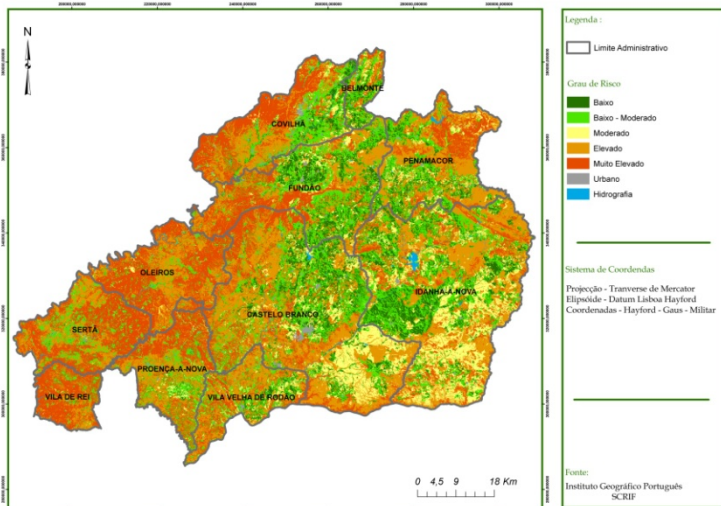 N
BELMONTE
COVILHÃ
PENAMACOR
FUNDÃO
OLEIROS
IDANHA-A-NOVA
CASTELO BRANCO
SERTÃ
PROENÇA-A-NOVA
VILA DE REI
VILA VELHA DE RODÃO
0 4,5 9 18 Km
Legenda :
Limite Administrativo
Grau de Risco
Baixo
Baixo - Moderado
Moderado
Elevado
Muito Elevado
Urbano
Hidrografia
Sistema de Coordendas
Projecção - Tranverse de Mercator
Elipsóide - Datum Lisboa Hayford
Coordenadas - Hayford - Gaus - Militar
Fonte:
Instituto Geográfico Português
SCRIF